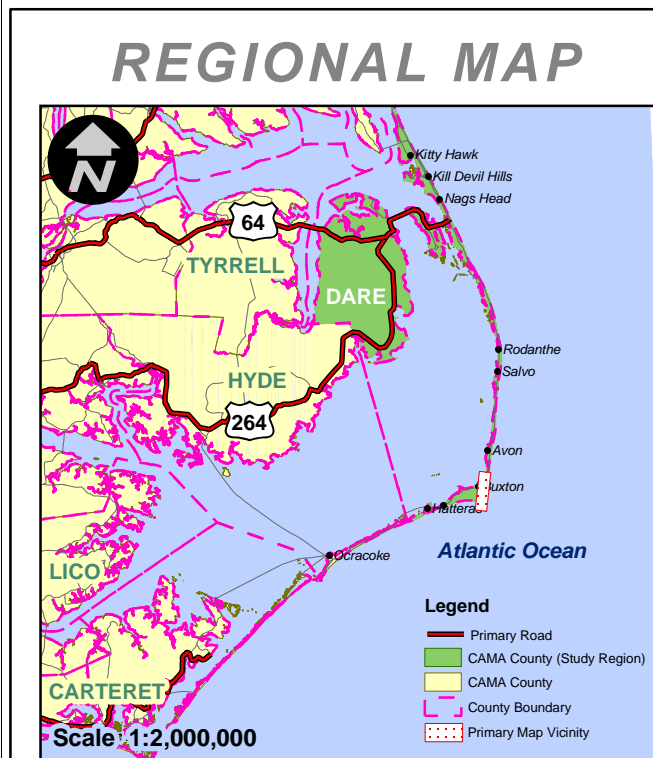 REGIONAL MAP
N
Kitty Hawk
Kill Devil Hills
Nags Head
64
TYRRELL
DARE
Rodanthe
Salvo
HYDE
264
Avon
uxton
Hatteras
Ocracoke
Atlantic Ocean
LICO
CARTERET
Legend
Primary Road
CAMA County (Study Region)
CAMA County
County Boundary
Primary Map Vicinity
Scale 1:2,000,000